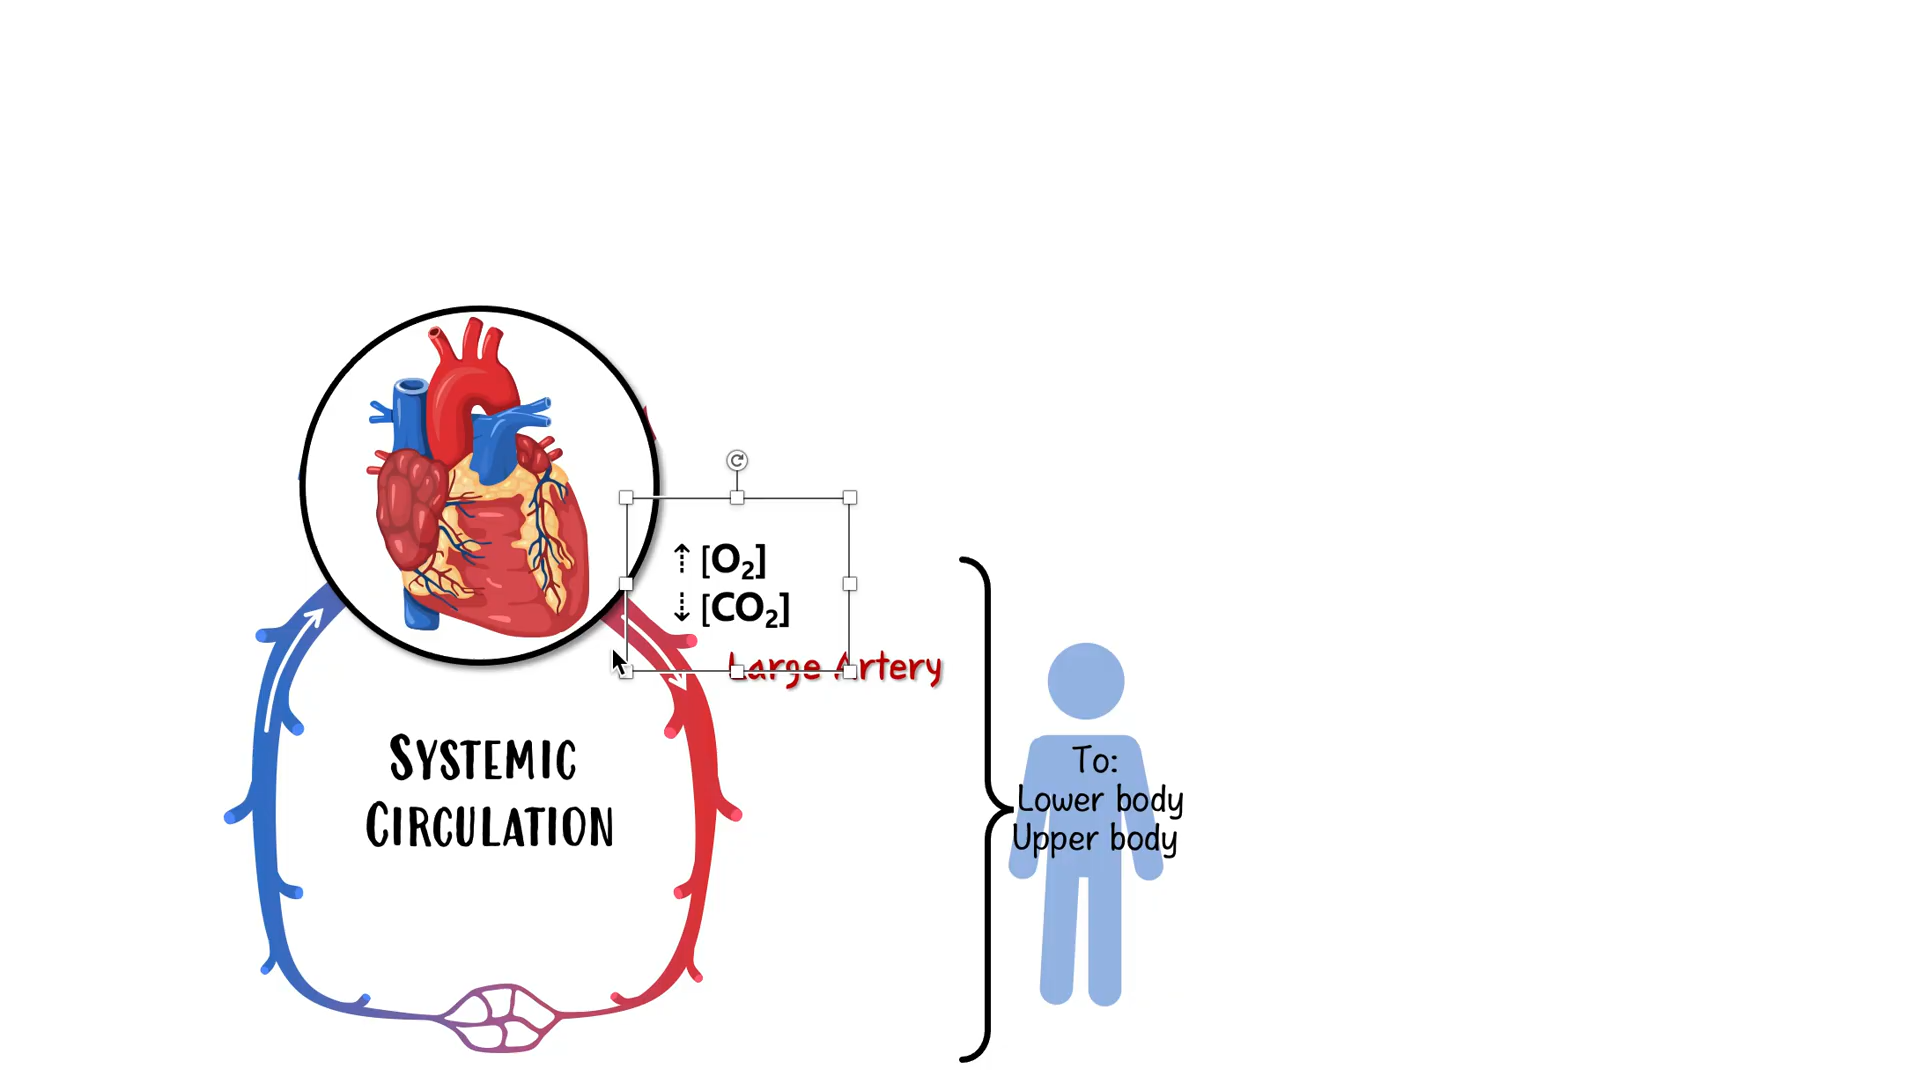 ⇡ [O₂]
⇣ [CO₂]
Large Artery
SYSTEMIC
CIRCULATION
To:
Lower body
Upper body